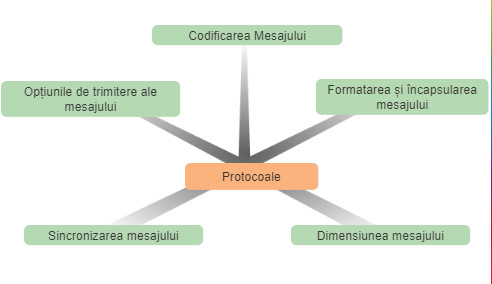 Codificarea Mesajului
Opțiunile de trimitere ale
mesajului
Formatarea și încapsularea
mesajului
Protocoale
Sincronizarea mesajului
Dimensiunea mesajului